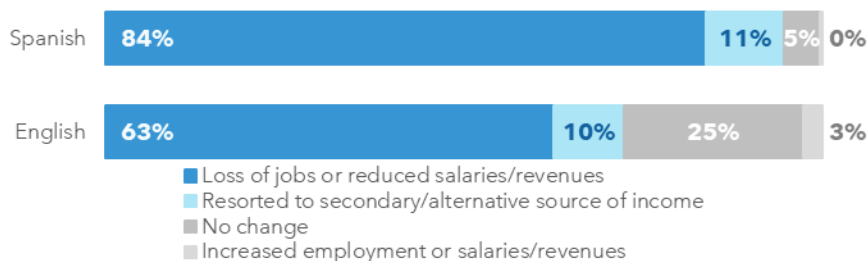 Spanish 84% 11% 5% 0%
English 63% 10% 25% 3%
Loss of jobs or reduced salaries/revenues
Resorted to secondary/alternative source of income
No change
Increased employment or salaries/revenues